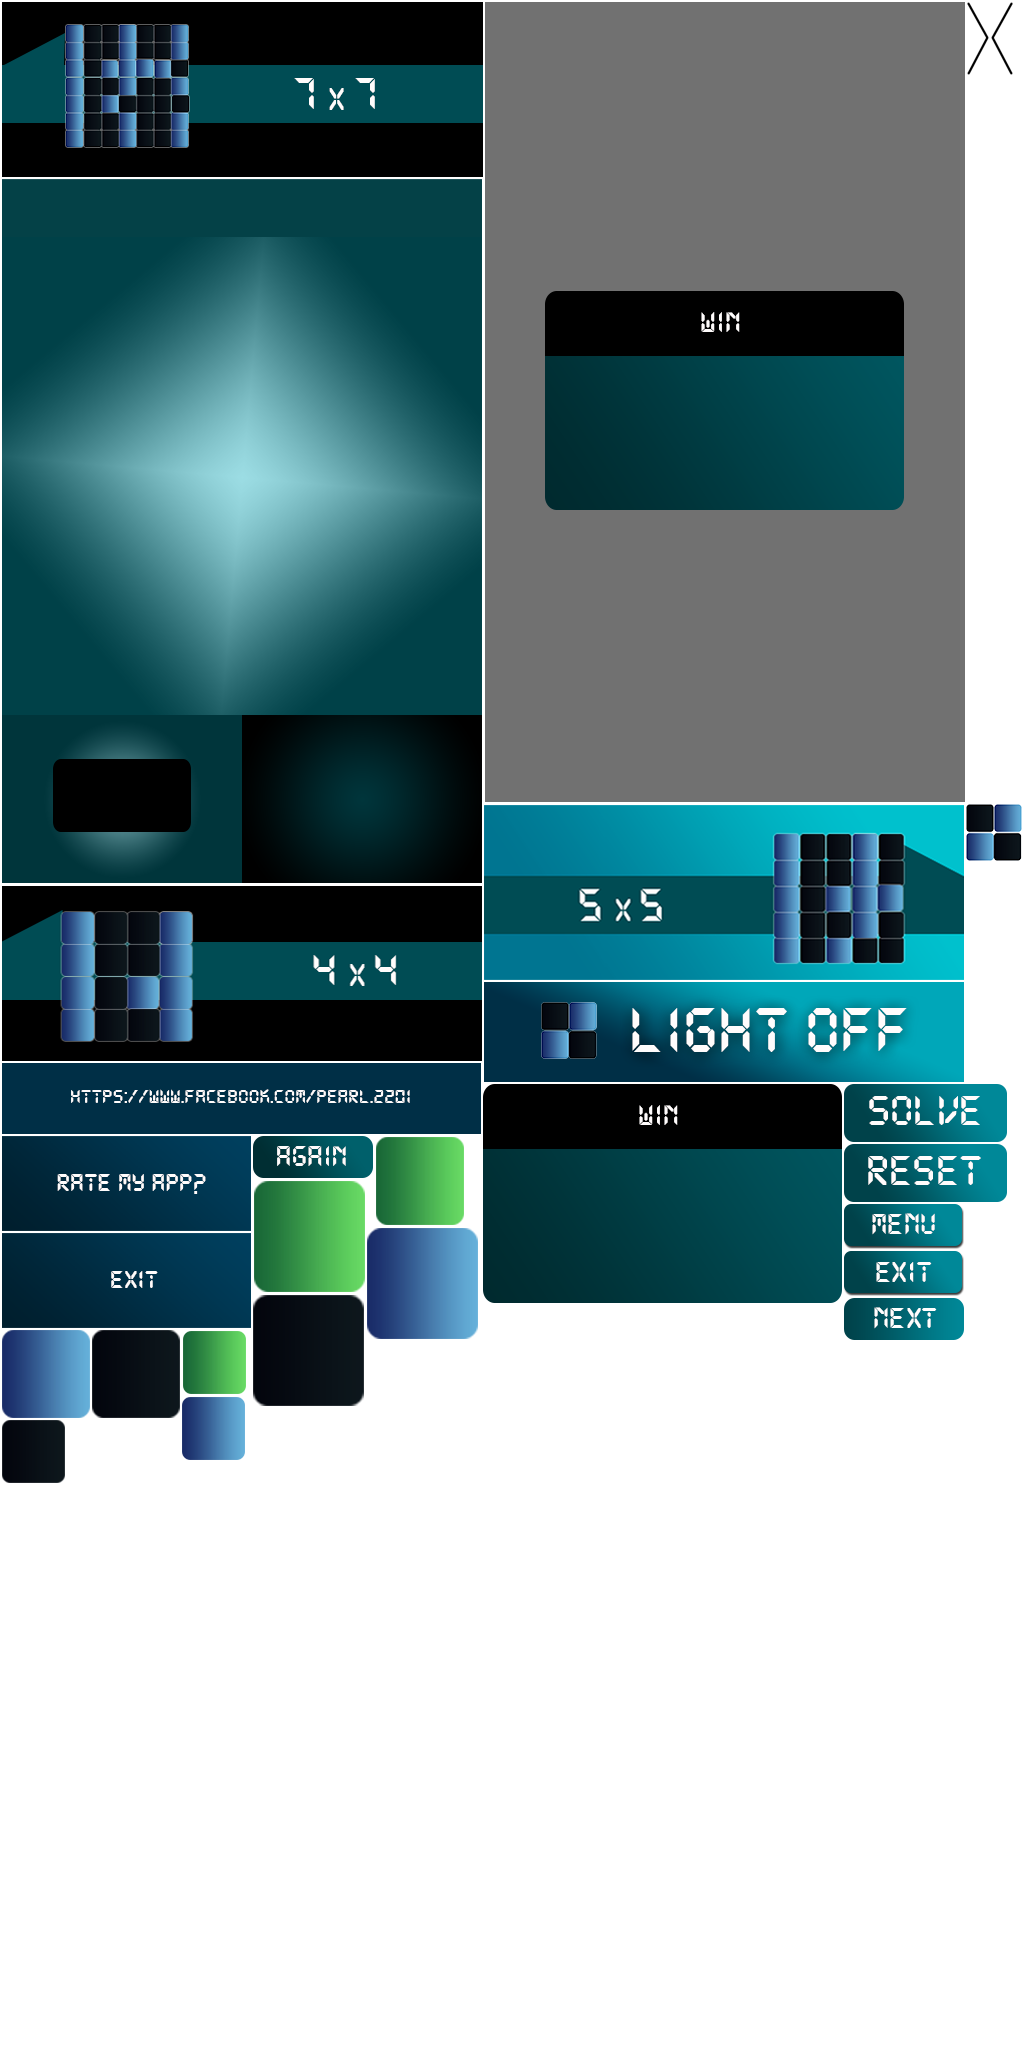 7 x 7
WIN
5 x 5
4 x 4
LIGHT OFF
HTTPS://WWW.FACEBOOK.COM/PEARL.2201
WIN
SOLVE
RESET
MENU
EXIT
NEXT
AGAIN
RATE MY APP?
EXIT